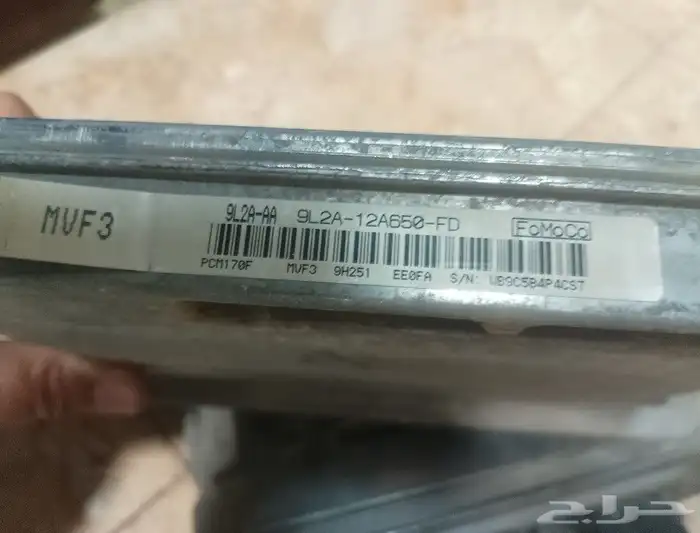 MVF3
9L2A-AA 9L2A-12A650-FD FoMoCo
PCM170F MVF3 9H251 EE0FA S/N: UB9C5B4P4CST
حراج